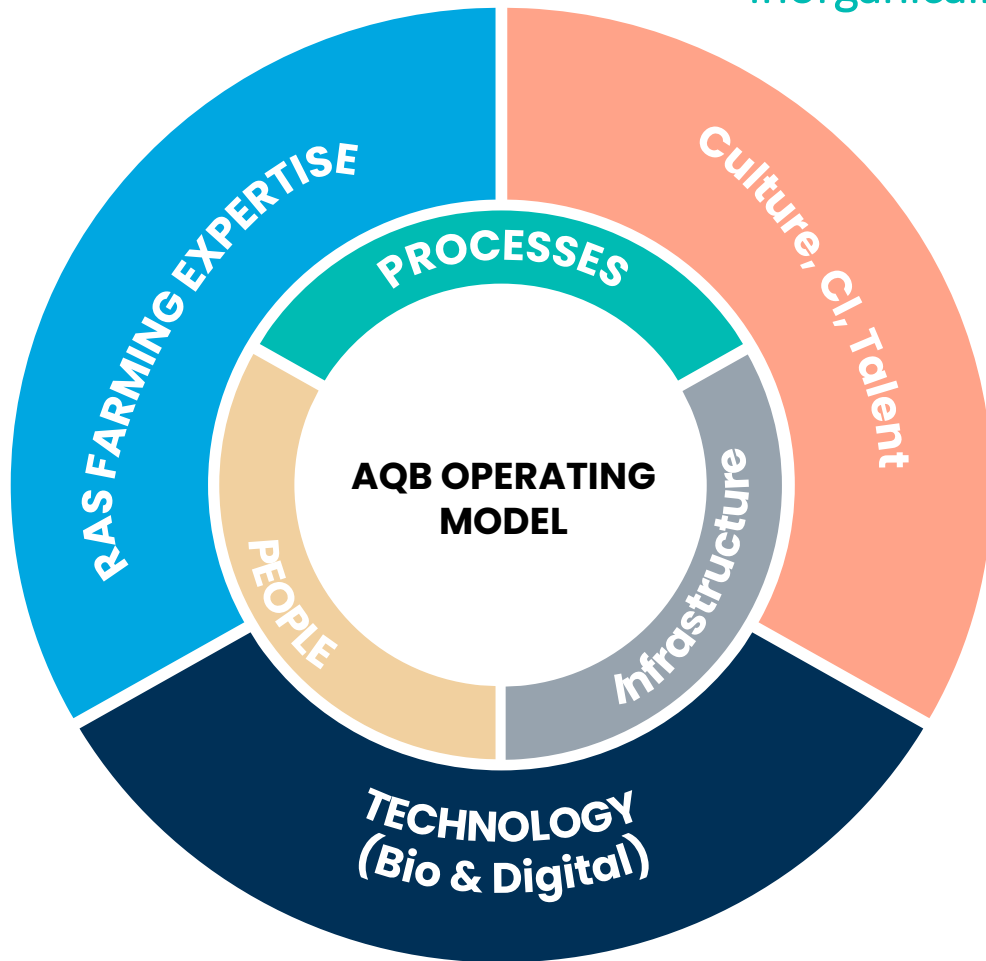 RAS FARMING EXPERTISE
Culture, CI, Talent
PROCESSES
PEOPLE
Infrastructure
AQB OPERATING
MODEL
TECHNOLOGY
(Bio & Digital)